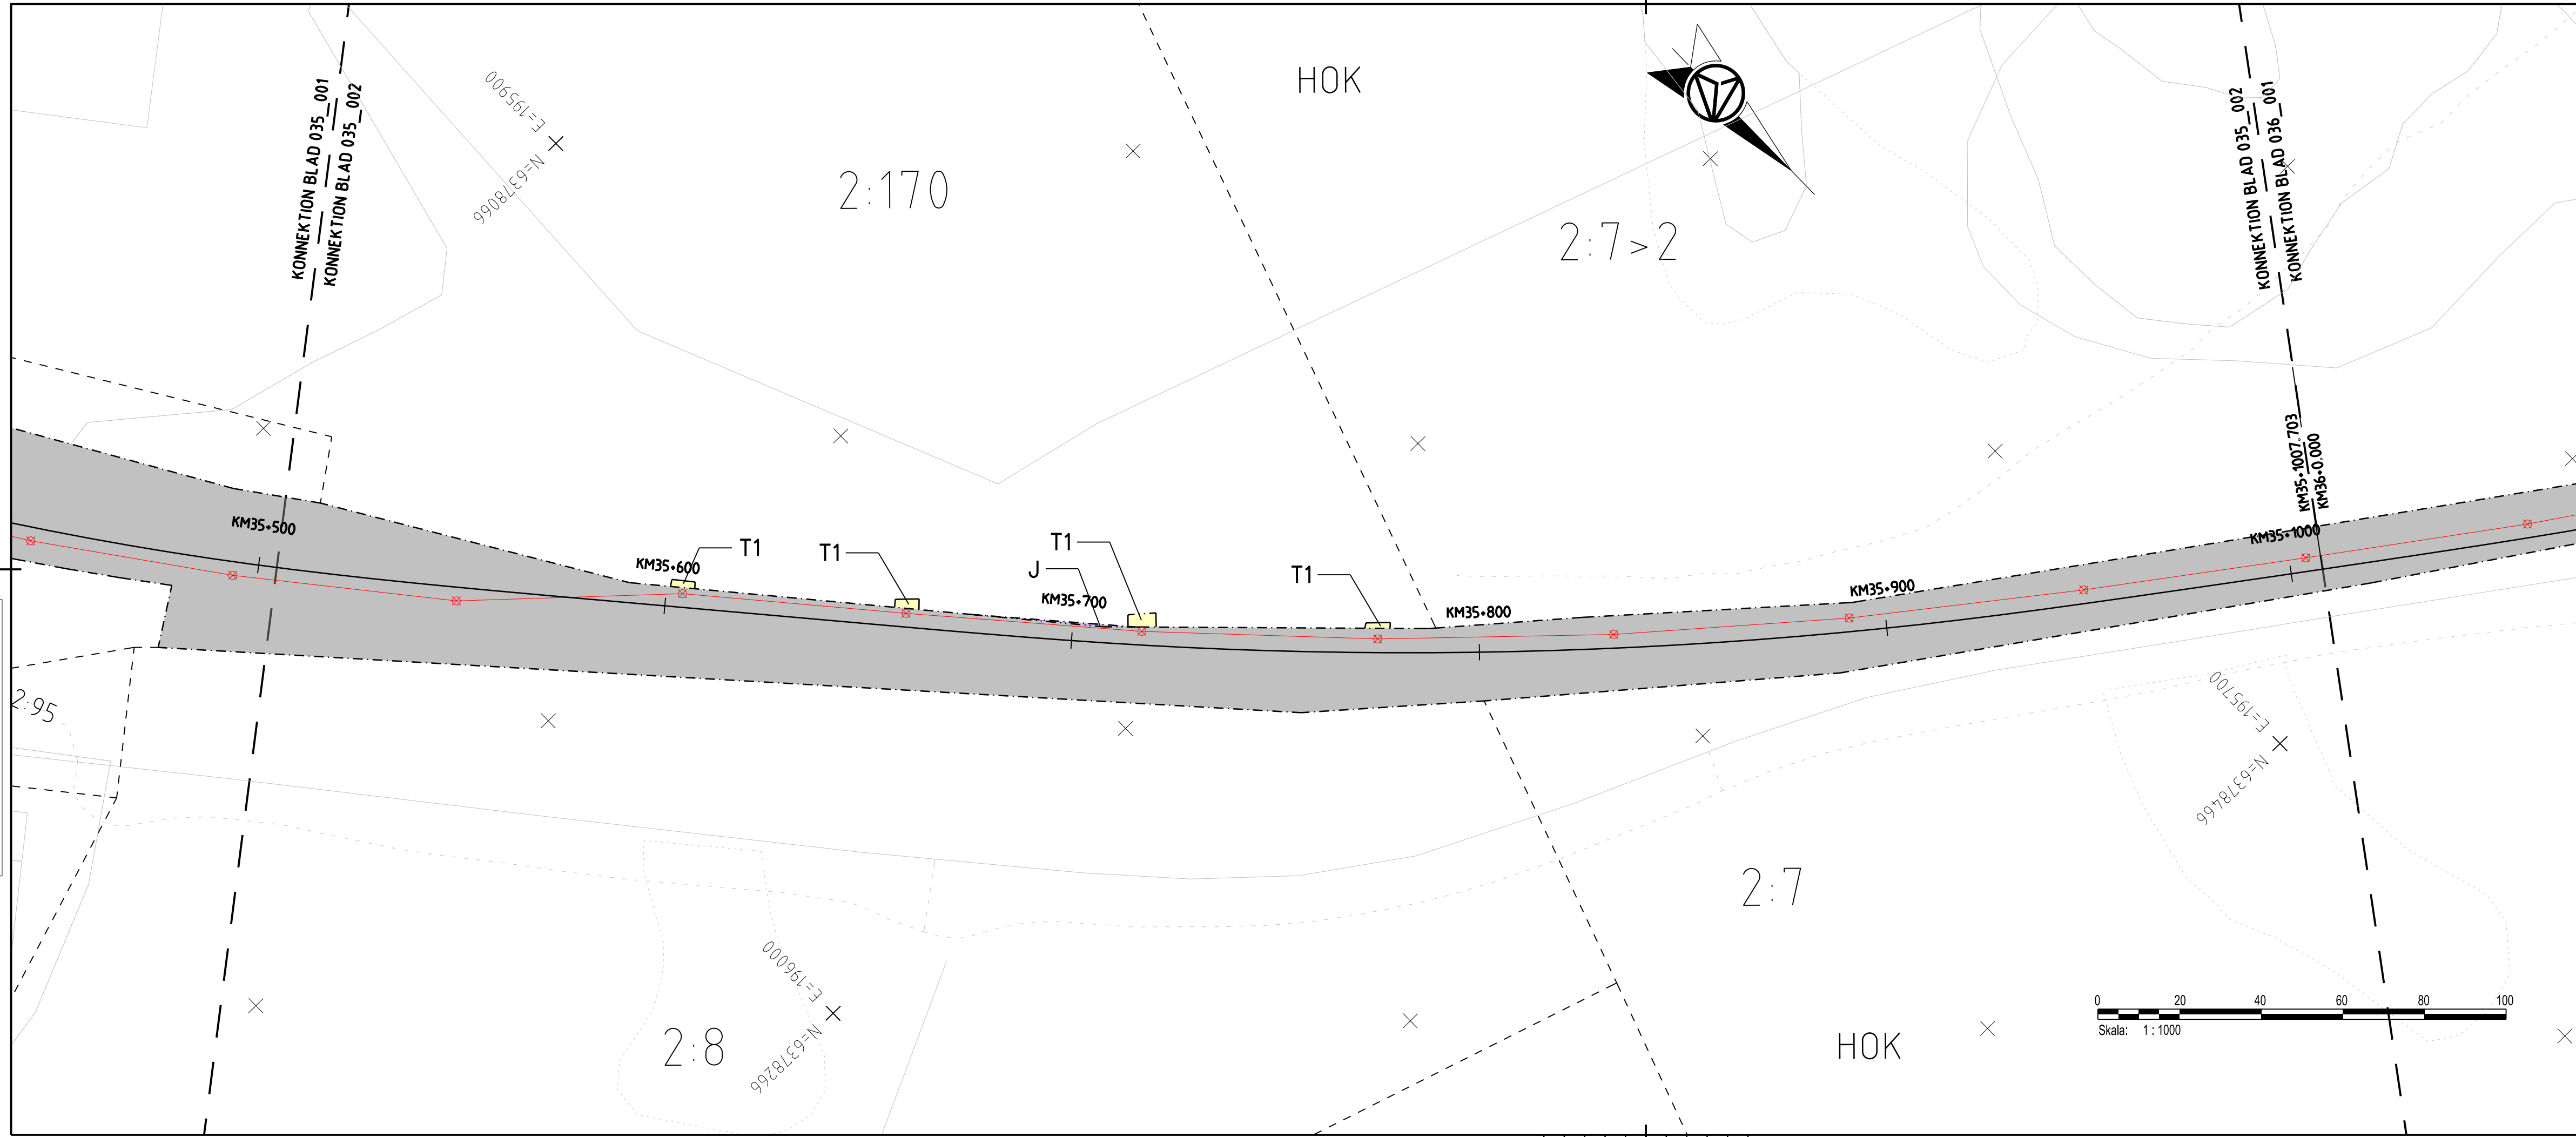 KONNEKTION BLAD 035_001
KONNEKTION BLAD 035_002
E=195900
N=6378066
HOK
2:170
2:7>2
KONNEKTION BLAD 035_002
KONNEKTION BLAD 036_001
KM35+1007.703
KM36+0.000
KM35+500
KM35+600
T1
T1
T1
J
KM35+700
T1
KM35+800
KM35+900
KM35+1000
2:95
E=195700
N=6378466
2:7
E=196000
N=6378266
2:8
HOK
0 20 40 60 80 100
Skala: 1 : 1000